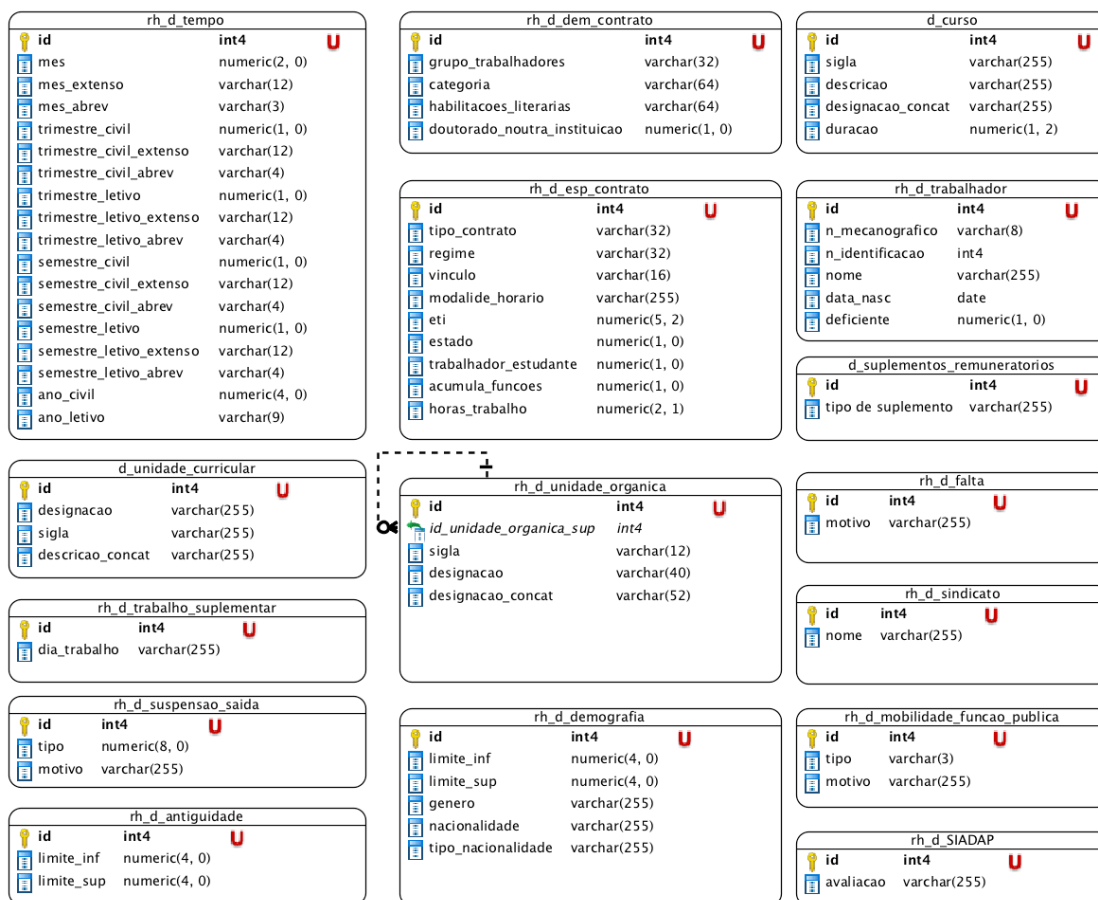 rh_d_tempo
id int4 U
mes numeric(2, 0)
mes_extenso varchar(12)
mes_abrev varchar(3)
trimestre_civil numeric(1, 0)
trimestre_civil_extenso varchar(12)
trimestre_civil_abrev varchar(4)
trimestre_letivo numeric(1, 0)
trimestre_letivo_extenso varchar(12)
trimestre_letivo_abrev varchar(4)
semestre_civil numeric(1, 0)
semestre_civil_extenso varchar(12)
semestre_civil_abrev varchar(4)
semestre_letivo numeric(1, 0)
semestre_letivo_extenso varchar(12)
semestre_letivo_abrev varchar(4)
ano_civil numeric(4, 0)
ano_letivo varchar(9)
d_unidade_curricular
id int4 U
designacao varchar(255)
sigla varchar(255)
descricao_concat varchar(255)
rh_d_trabalho_suplementar
id int4 U
dia_trabalho varchar(255)
rh_d_suspensao_saida
id int4 U
tipo numeric(8, 0)
motivo varchar(255)
rh_d_antiguidade
id int4 U
limite_inf numeric(4, 0)
limite_sup numeric(4, 0)
rh_d_dem_contrato
id int4 U
grupo_trabalhadores varchar(32)
categoria varchar(64)
habilitacoes_literarias varchar(64)
doutorado_noutra_instituicao numeric(1, 0)
rh_d_esp_contrato
id int4 U
tipo_contrato varchar(32)
regime varchar(32)
vinculo varchar(16)
modalide_horario varchar(255)
eti numeric(5, 2)
estado numeric(1, 0)
trabalhador_estudante numeric(1, 0)
acumula_funcoes numeric(1, 0)
horas_trabalho numeric(2, 1)
rh_d_unidade_organica
id int4 U
id_unidade_organica_sup int4
sigla varchar(12)
designacao varchar(40)
designacao_concat varchar(52)
rh_d_demografia
id int4 U
limite_inf numeric(4, 0)
limite_sup numeric(4, 0)
genero varchar(255)
nacionalidade varchar(255)
tipo_nacionalidade varchar(255)
d_curso
id int4 U
sigla varchar(255)
descricao varchar(255)
designacao_concat varchar(255)
duracao numeric(1, 2)
rh_d_trabalhador
id int4 U
n_mecanografico varchar(8)
n_identificacao int4
nome varchar(255)
data_nasc date
deficiente numeric(1, 0)
d_suplementos_remuneratorios
id int4 U
tipo de suplemento varchar(255)
rh_d_falta
id int4 U
motivo varchar(255)
rh_d_sindicato
id int4 U
nome varchar(255)
rh_d_mobilidade_funcao_publica
id int4 U
tipo varchar(3)
motivo varchar(255)
rh_d_SIADAP
id int4 U
avaliacao varchar(255)